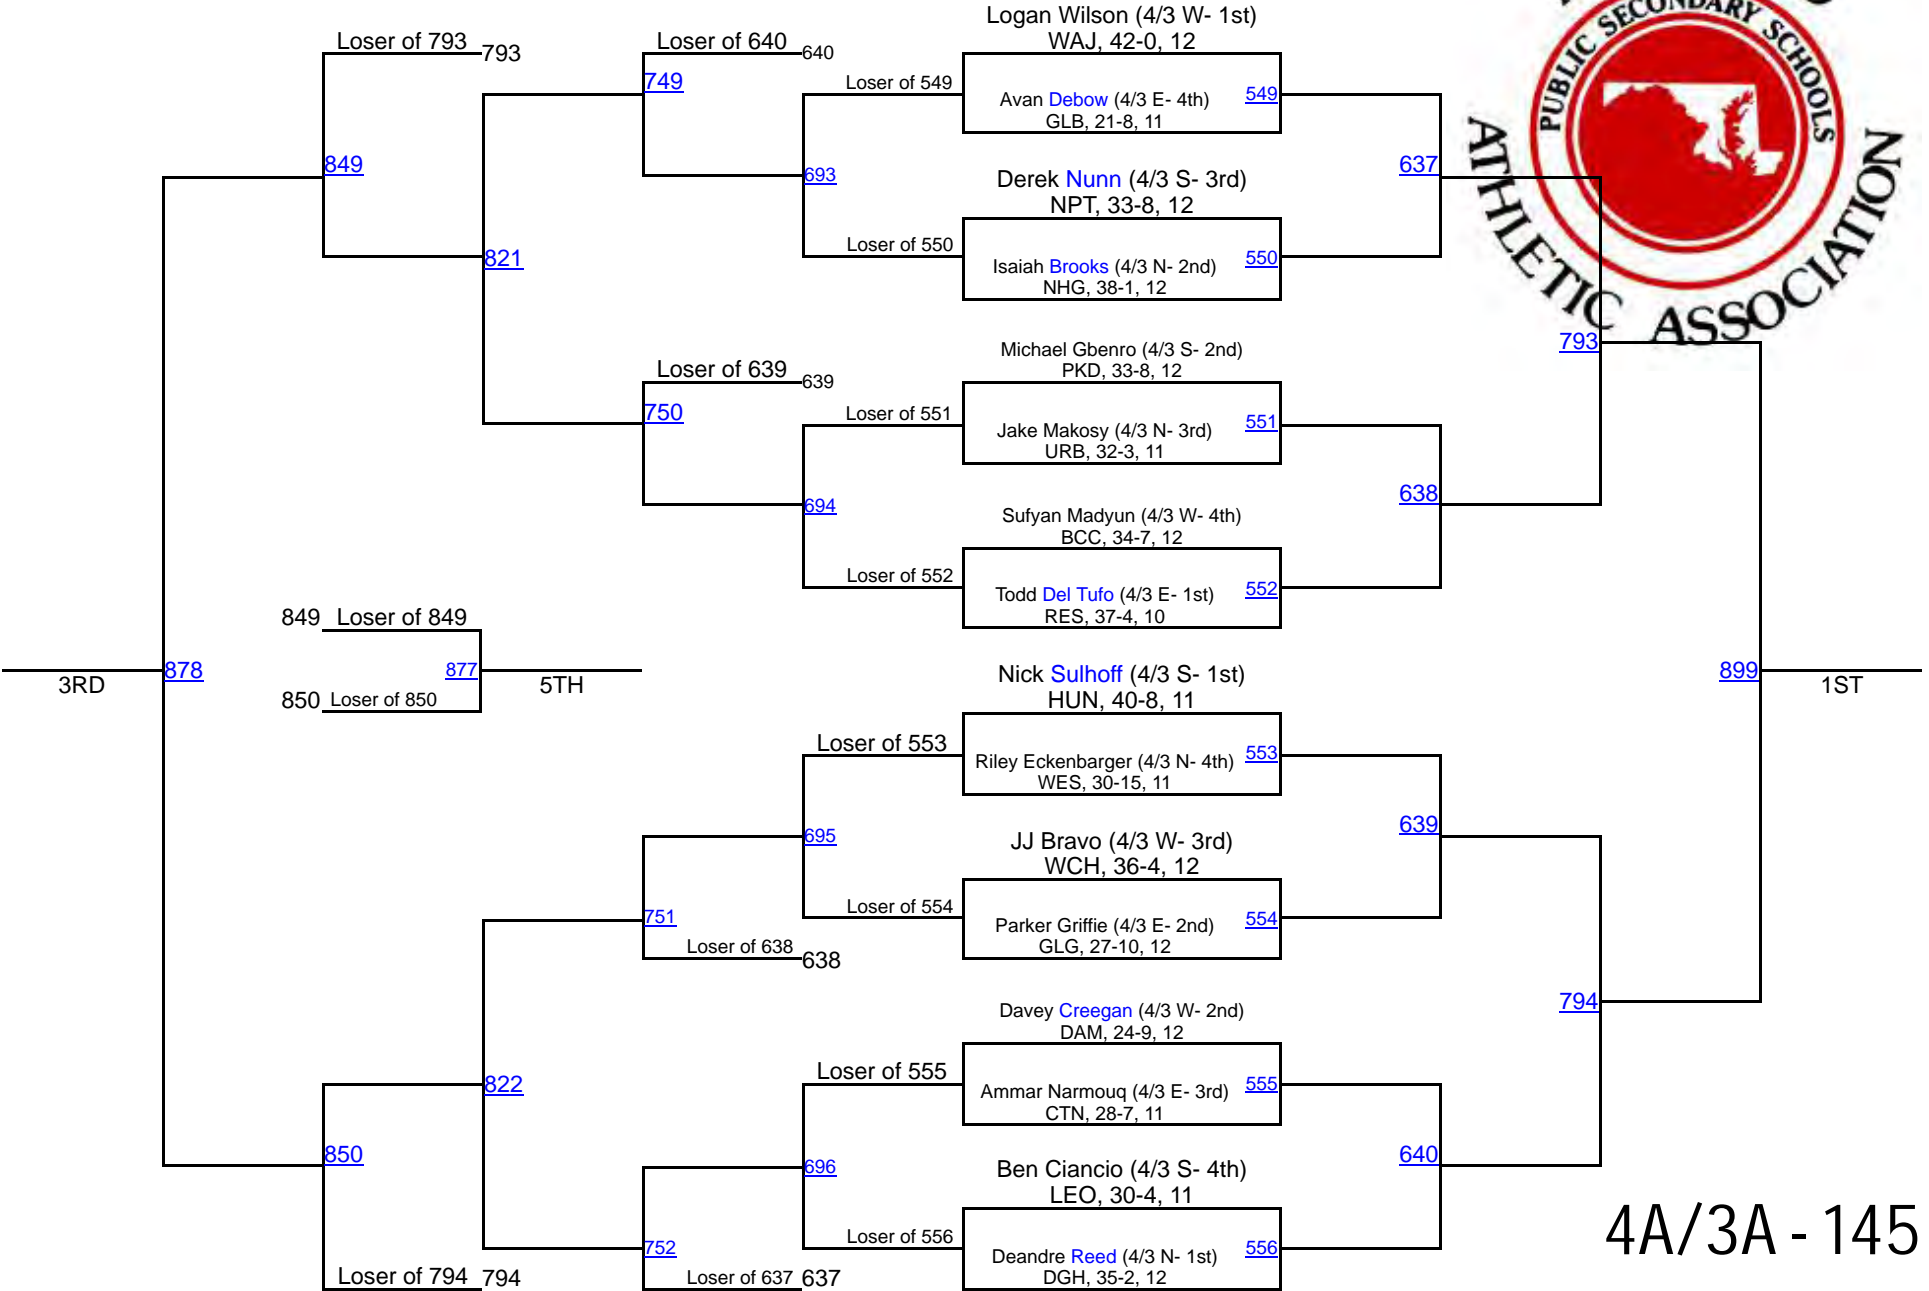 PUBLIC SECONDARY SCHOOLS
ATHLETIC ASSOCIATION
Logan Wilson (4/3 W- 1st)
WAJ, 42-0, 12
Loser of 793 793
Loser of 640 640
749
Loser of 549
Avan Debow (4/3 E- 4th) 549
GLB, 21-8, 11
849
693
637
Derek Nunn (4/3 S- 3rd)
NPT, 33-8, 12
821
Loser of 550
Isaiah Brooks (4/3 N- 2nd) 550
NHG, 38-1, 12
793
Michael Gbenro (4/3 S- 2nd)
PKD, 33-8, 12
Loser of 639 639
750
Loser of 551
Jake Makosy (4/3 N- 3rd) 551
URB, 32-3, 11
694
638
Sufyan Madyun (4/3 W- 4th)
BCC, 34-7, 12
Loser of 552
Todd Del Tufo (4/3 E- 1st) 552
RES, 37-4, 10
849 Loser of 849
3RD
878
877
5TH
850 Loser of 850
899
1ST
Nick Sulhoff (4/3 S- 1st)
HUN, 40-8, 11
Loser of 553
Riley Eckenbarger (4/3 N- 4th) 553
WES, 30-15, 11
695
639
JJ Bravo (4/3 W- 3rd)
WCH, 36-4, 12
751
Loser of 554
Parker Griffie (4/3 E- 2nd) 554
GLG, 27-10, 12
Loser of 638 638
794
Davey Creegan (4/3 W- 2nd)
DAM, 24-9, 12
822
Loser of 555
Ammar Narmouq (4/3 E- 3rd) 555
CTN, 28-7, 11
850
696
640
Ben Ciancio (4/3 S- 4th)
LEO, 30-4, 11
752
Loser of 556
Deandre Reed (4/3 N- 1st) 556
DGH, 35-2, 12
Loser of 794 794
Loser of 637 637
4A/3A - 145